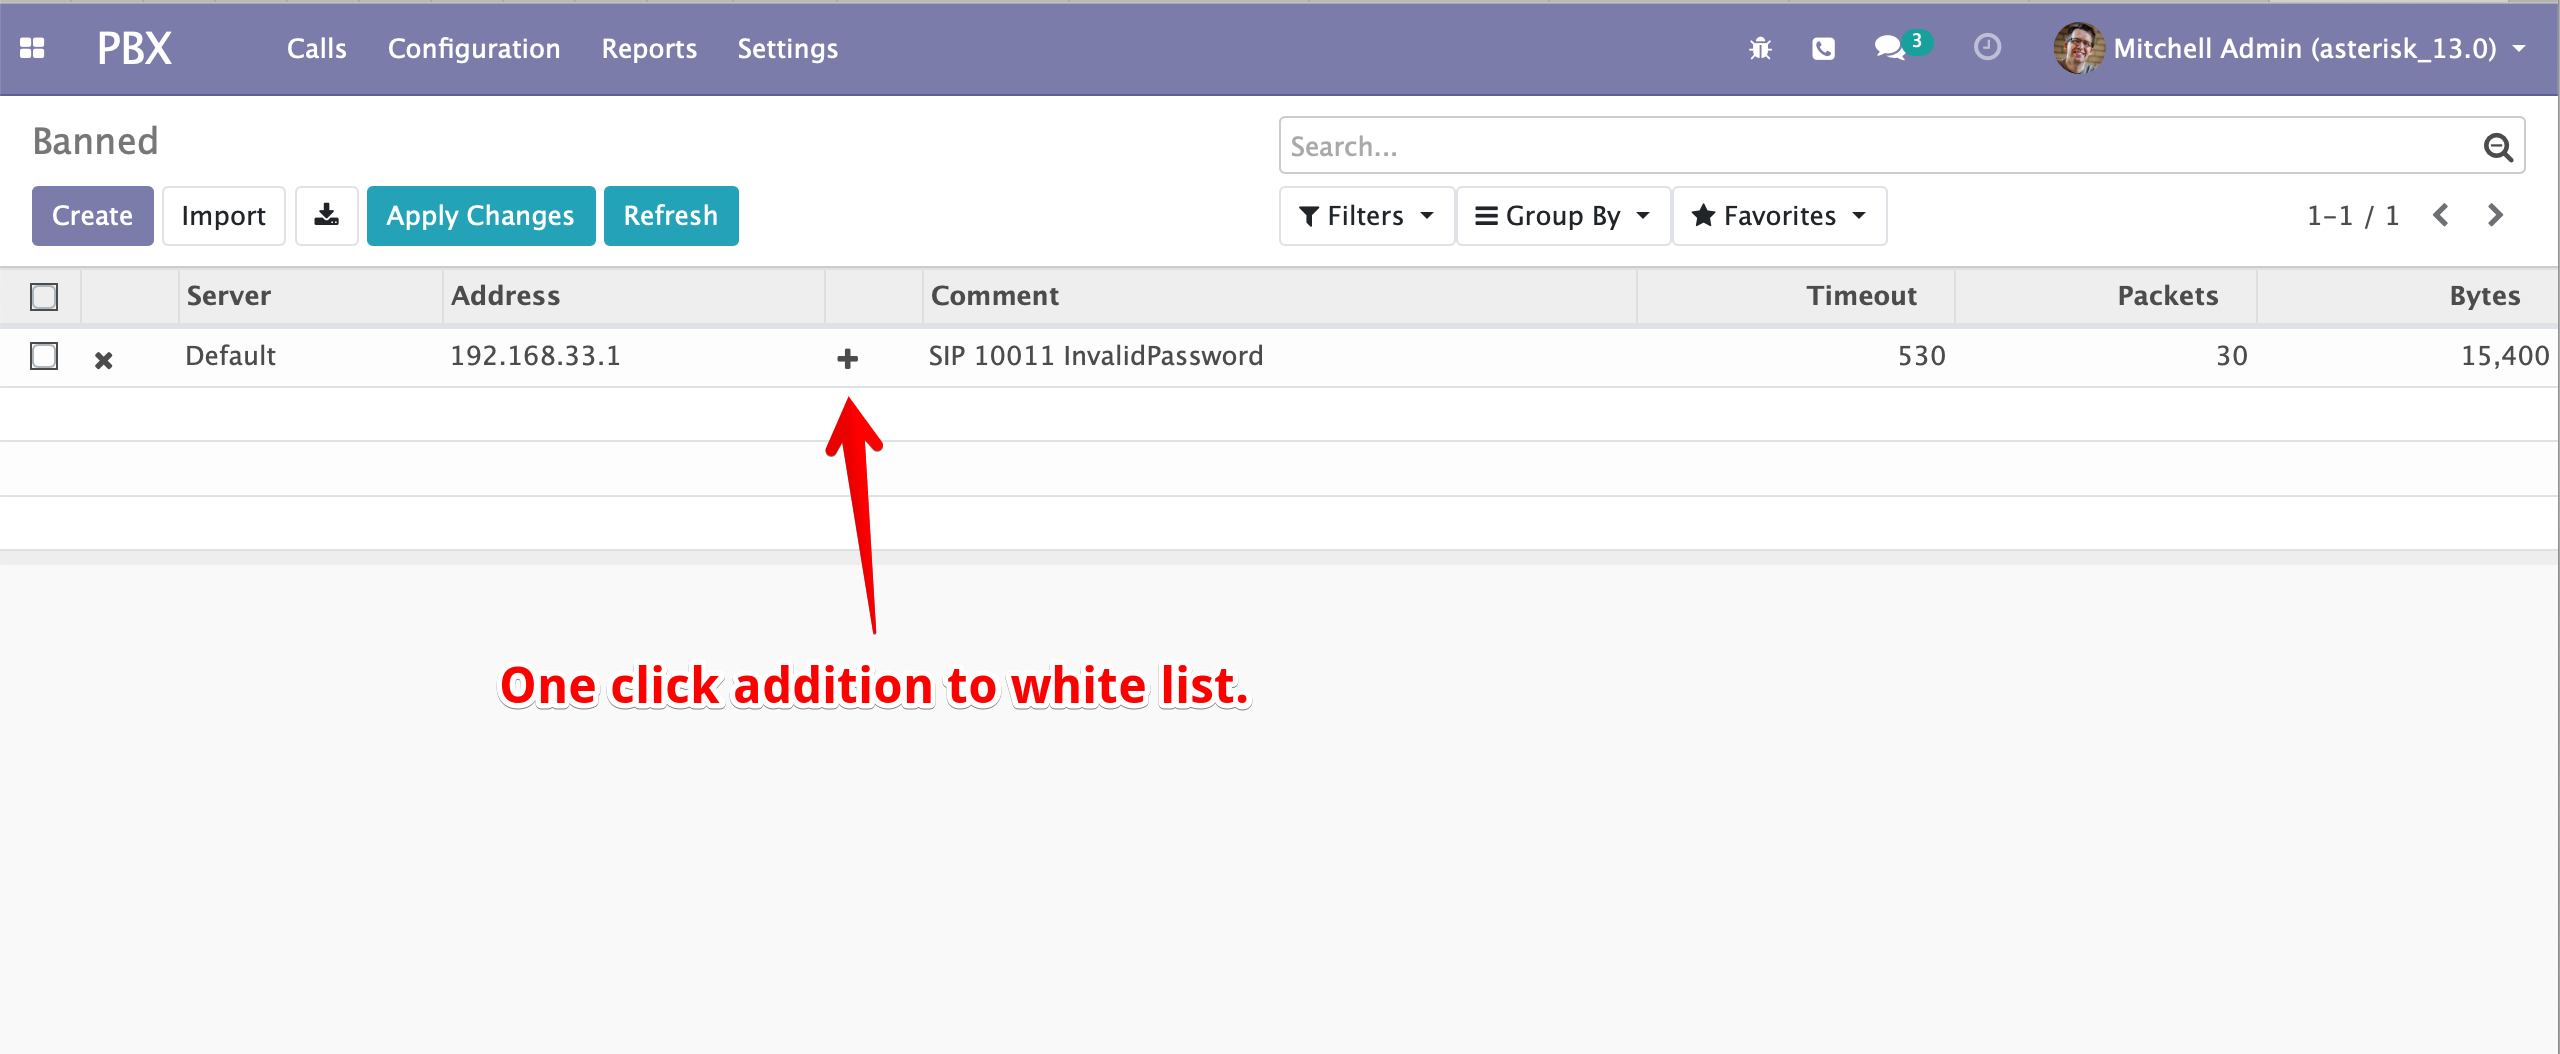 PBX Calls Configuration Reports Settings 3 Mitchell Admin (asterisk_13.0)
Banned
Search...
Create Import Apply Changes Refresh Filters Group By Favorites 1-1 / 1
Server Address Comment Timeout Packets Bytes
Default 192.168.33.1 SIP 10011 InvalidPassword 530 30 15,400
One click addition to white list.